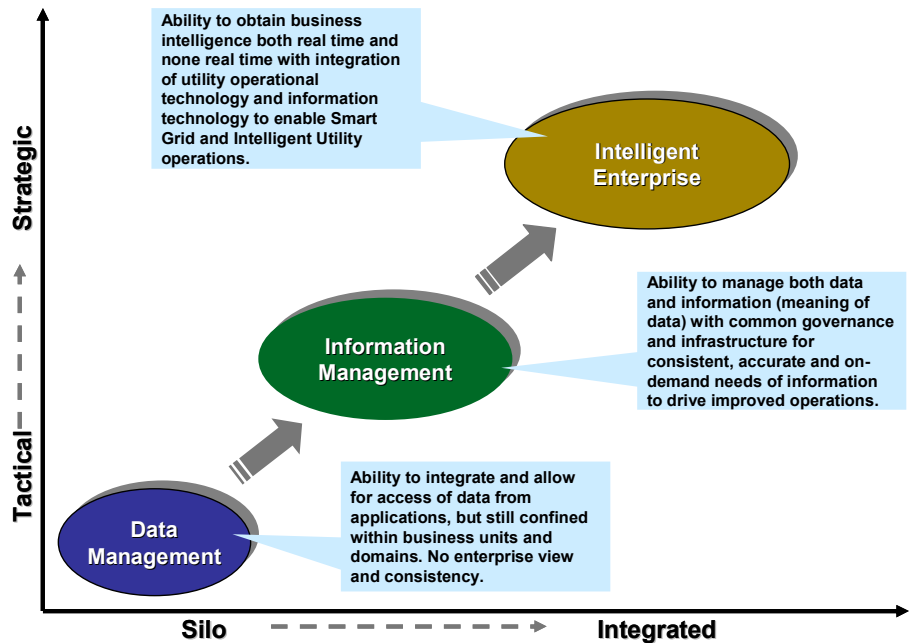 Ability to obtain business
intelligence both real time and
none real time with integration
of utility operational
technology and information
technology to enable Smart
Grid and Intelligent Utility
operations.
Intelligent
Enterprise
Strategic
Ability to manage both data
and information (meaning of
data) with common governance
and infrastructure for
consistent, accurate and on-
demand needs of information
to drive improved operations.
Information
Management
Tactical
Ability to integrate and allow
for access of data from
applications, but still confined
within business units and
domains. No enterprise view
and consistency.
Data
Management
Silo
Integrated